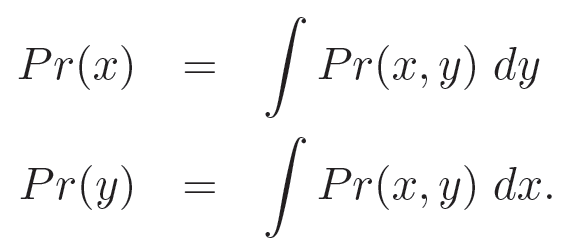 Pr(x) = ∫ Pr(x, y) dy
Pr(y) = ∫ Pr(x, y) dx.